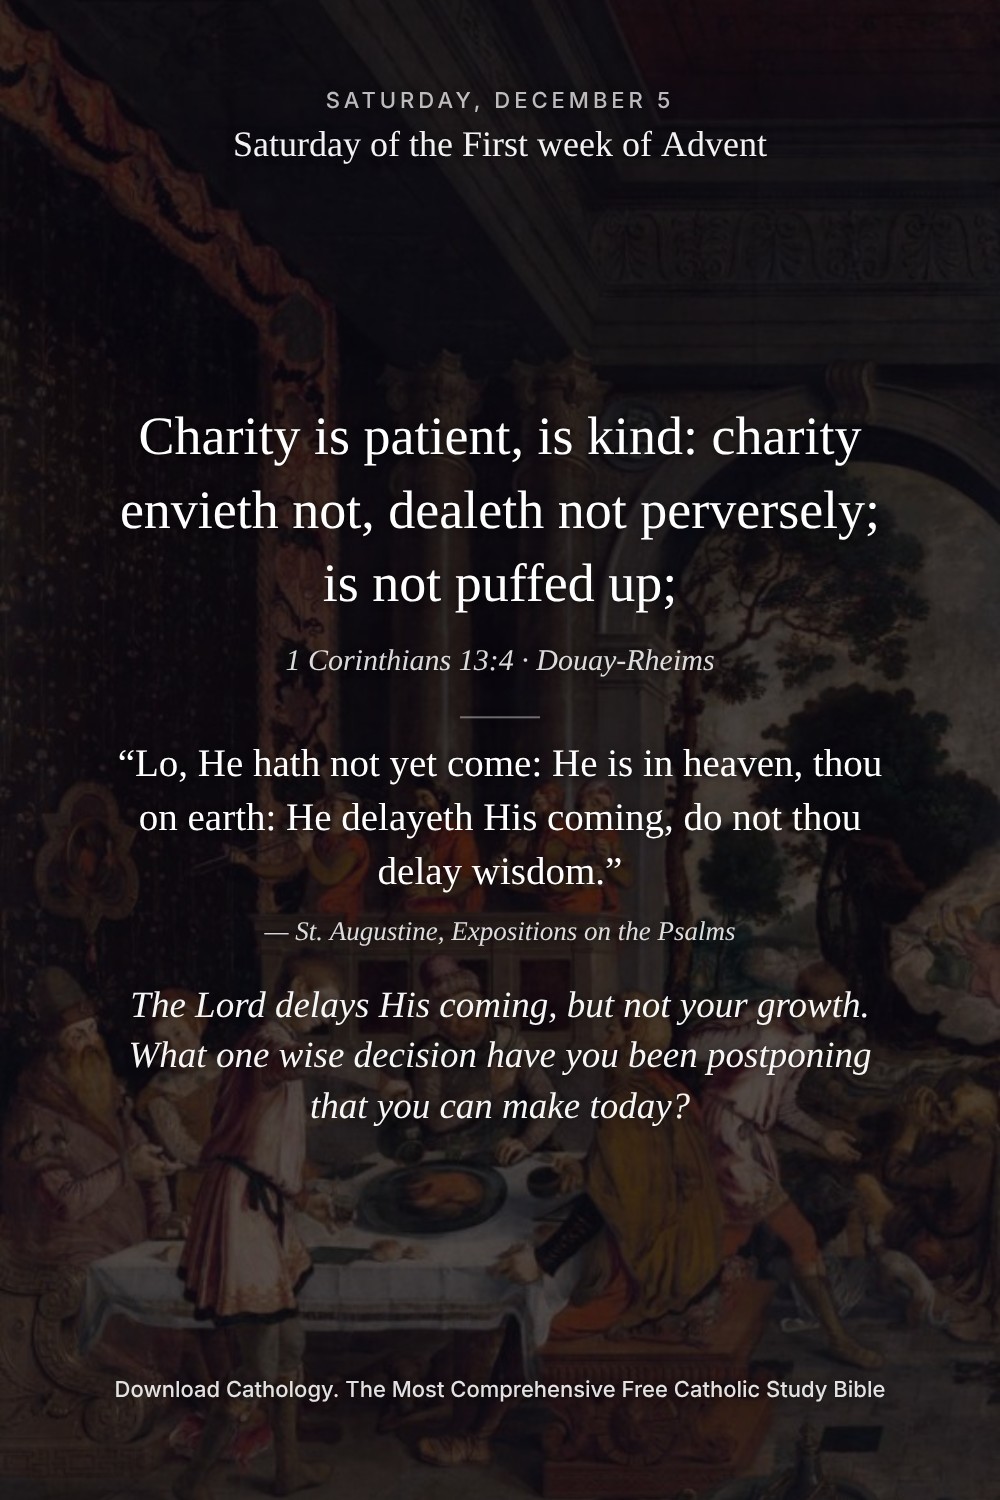 SATURDAY, DECEMBER 5
Saturday of the First week of Advent
Charity is patient, is kind: charity
envieth not, dealeth not perversely;
is not puffed up;
1 Corinthians 13:4 · Douay-Rheims
“Lo, He hath not yet come: He is in heaven, thou
on earth: He delayeth His coming, do not thou
delay wisdom.”
— St. Augustine, Expositions on the Psalms
The Lord delays His coming, but not your growth.
What one wise decision have you been postponing
that you can make today?
Download Cathology. The Most Comprehensive Free Catholic Study Bible